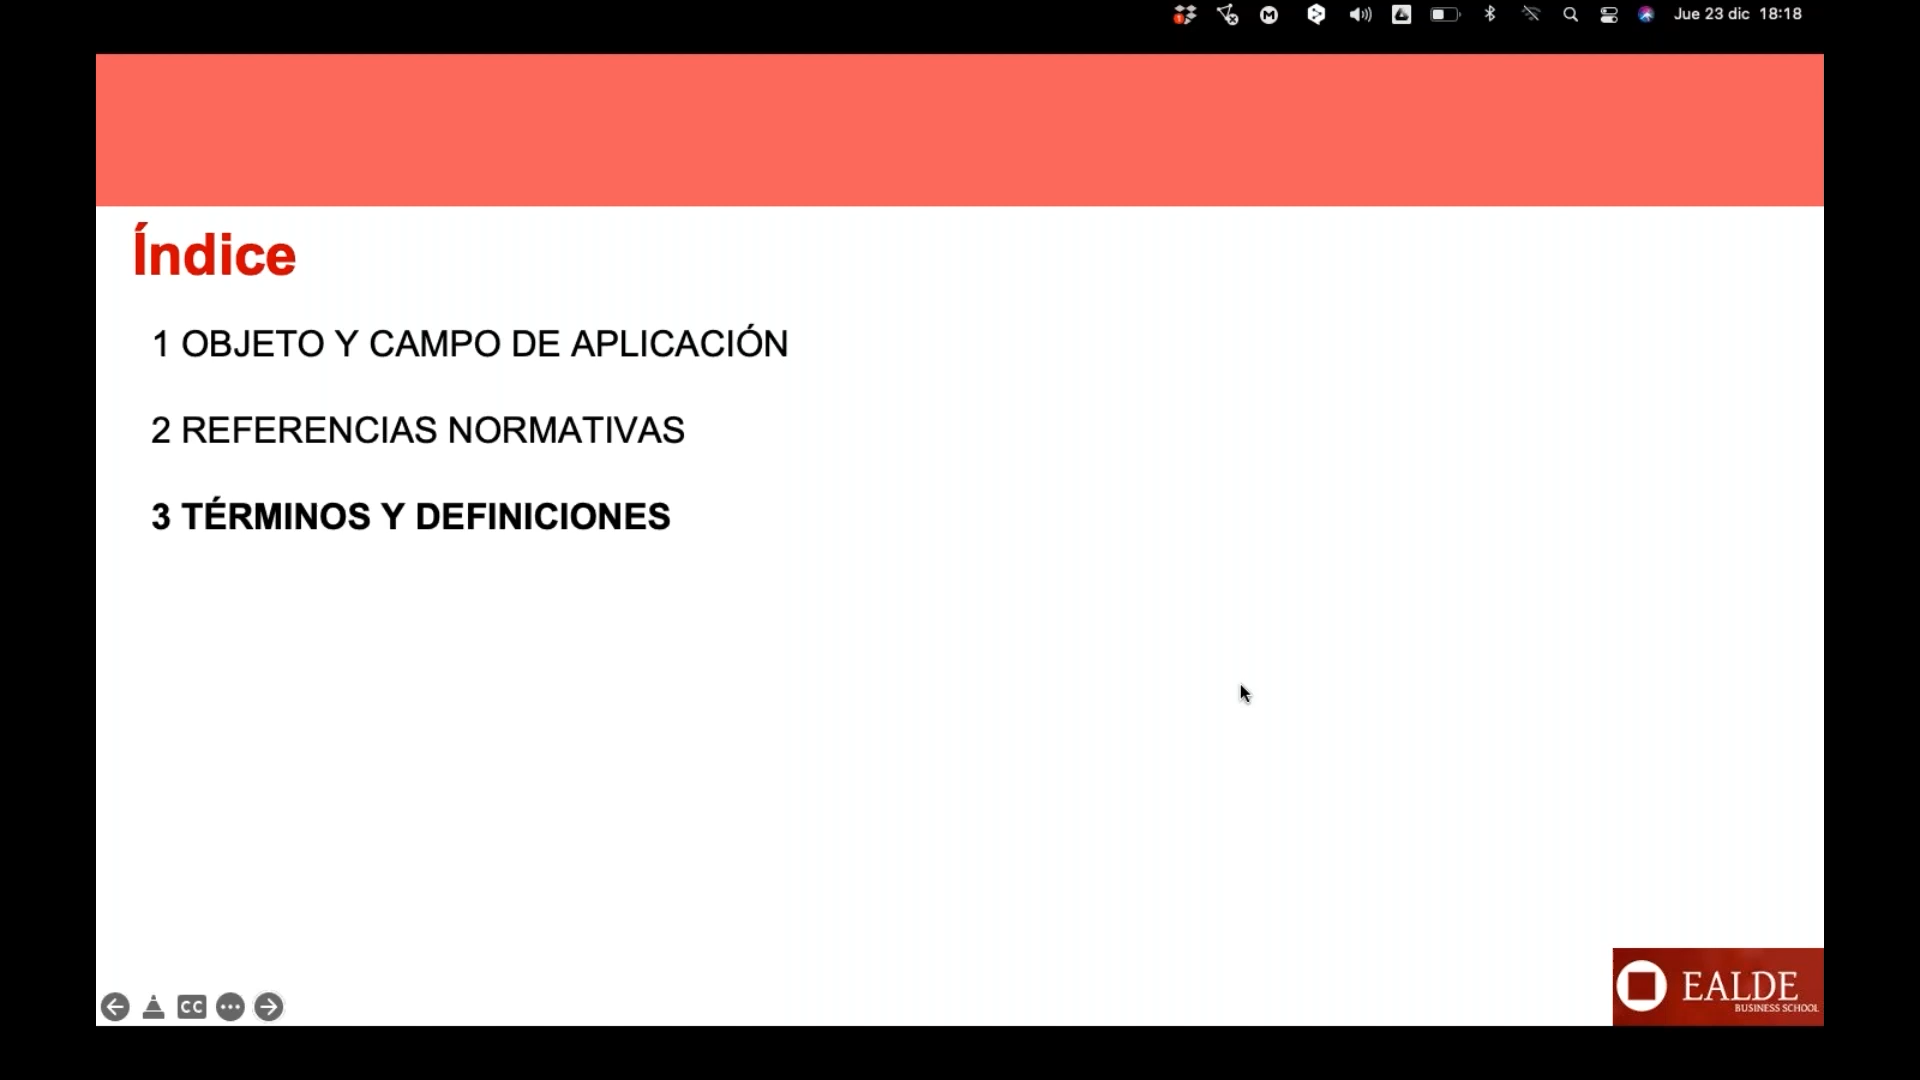 Jue 23 dic 18:18
Índice
1 OBJETO Y CAMPO DE APLICACIÓN
2 REFERENCIAS NORMATIVAS
3 TÉRMINOS Y DEFINICIONES
CC
EALDE
BUSINESS SCHOOL